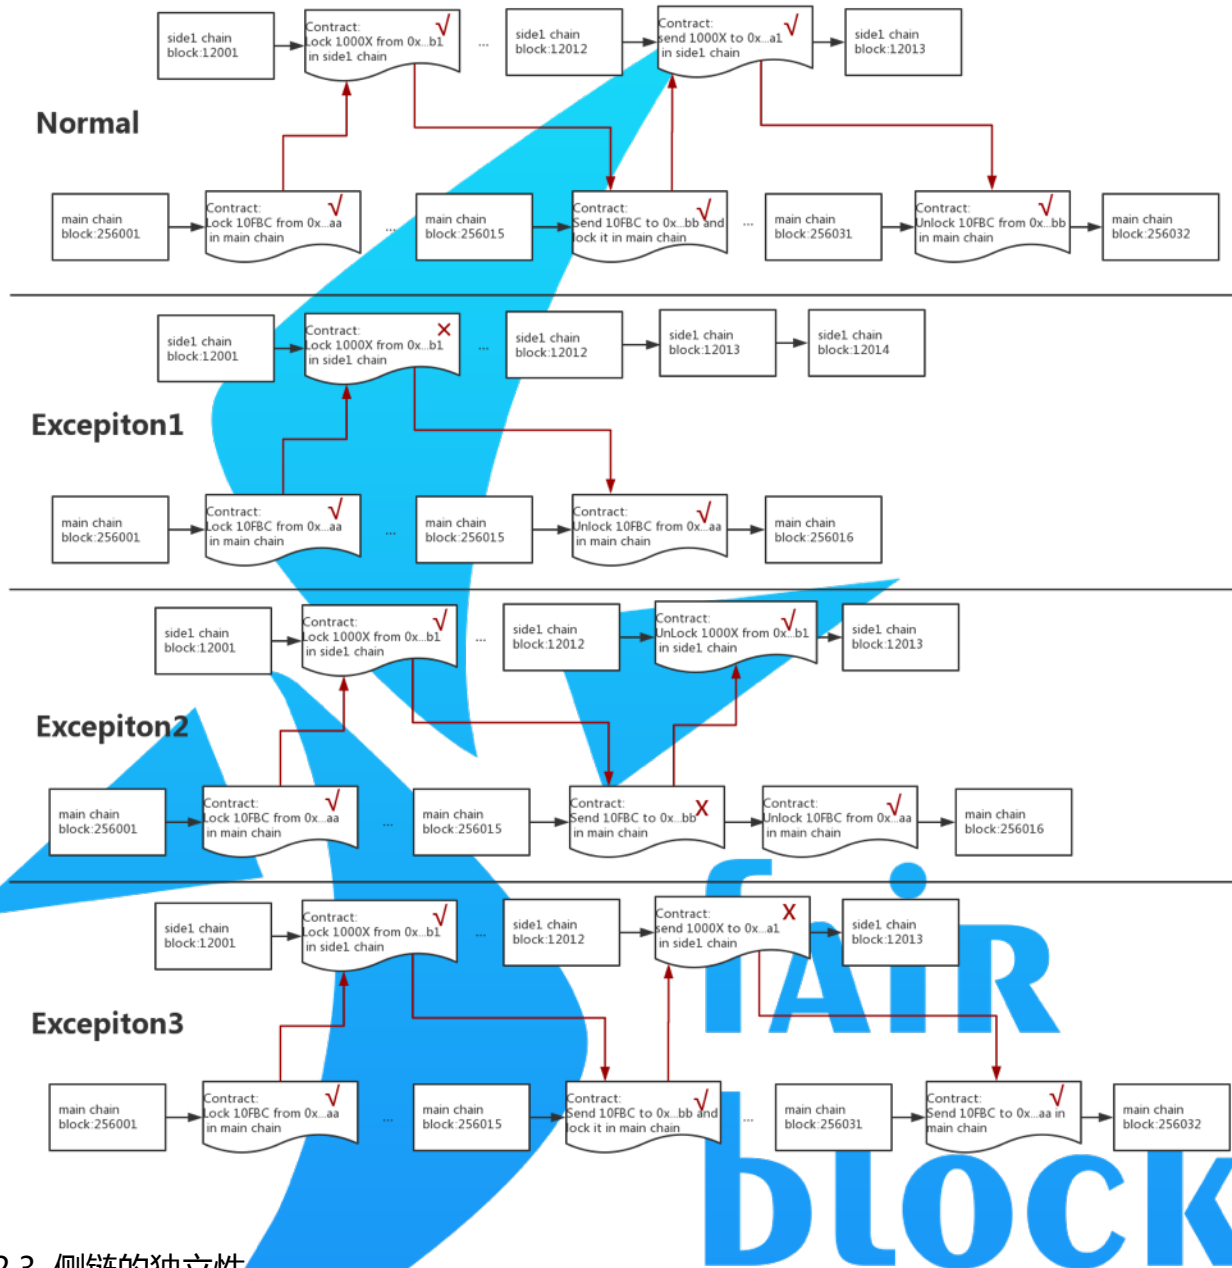 side1 chain
block:12001
Contract:
Lock 1000X from 0x...b1
in side1 chain
√
...
side1 chain
block:12012
Contract:
send 1000X to 0x...a1
in side1 chain
√
side1 chain
block:12013
Normal
main chain
block:256001
Contract:
Lock 10FBC from 0x...aa
in main chain
√
...
main chain
block:256015
Contract:
Send 10FBC to 0x...bb and
lock it in main chain
√
...
main chain
block:256031
Contract:
Unlock 10FBC from 0x...bb
in main chain
√
main chain
block:256032
side1 chain
block:12001
Contract:
Lock 1000X from 0x...b1
in side1 chain
×
...
side1 chain
block:12012
side1 chain
block:12013
side1 chain
block:12014
Excepiton1
main chain
block:256001
Contract:
Lock 10FBC from 0x...aa
in main chain
√
...
main chain
block:256015
Contract:
Unlock 10FBC from 0x...aa
in main chain
√
main chain
block:256016
side1 chain
block:12001
Contract:
Lock 1000X from 0x...b1
in side1 chain
√
...
side1 chain
block:12012
Contract:
UnLock 1000X from 0x...b1
in side1 chain
√
side1 chain
block:12013
Excepiton2
main chain
block:256001
Contract:
Lock 10FBC from 0x...aa
in main chain
√
...
main chain
block:256015
Contract:
Send 10FBC to 0x...bb
in main chain
X
Contract:
Unlock 10FBC from 0x...aa
in main chain
√
main chain
block:256016
side1 chain
block:12001
Contract:
Lock 1000X from 0x...b1
in side1 chain
√
...
side1 chain
block:12012
Contract:
send 1000X to 0x...a1
in side1 chain
X
side1 chain
block:12013
Excepiton3
main chain
block:256001
Contract:
Lock 10FBC from 0x...aa
in main chain
√
...
main chain
block:256015
Contract:
Send 10FBC to 0x...bb and
lock it in main chain
√
...
main chain
block:256031
Contract:
Send 10FBC to 0x...aa in
main chain
√
main chain
block:256032
fAiR
block
2.3 侧链的独立性